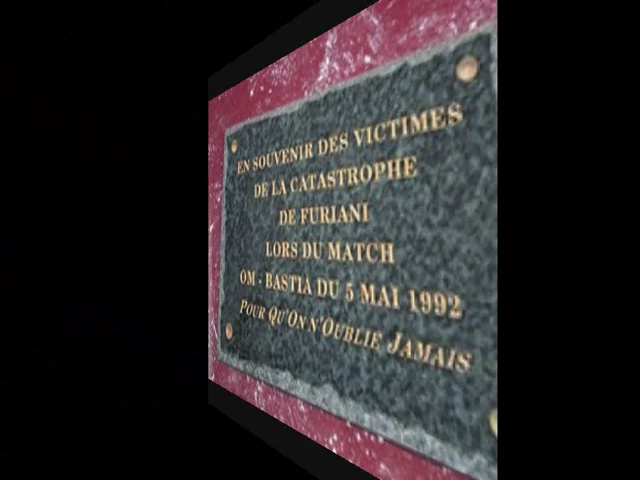 EN SOUVENIR DES VICTIMES
DE LA CATASTROPHE
DE FURIANI
LORS DU MATCH
OM - BASTIA DU 5 MAI 1992
POUR QU'ON N'OUBLIE JAMAIS